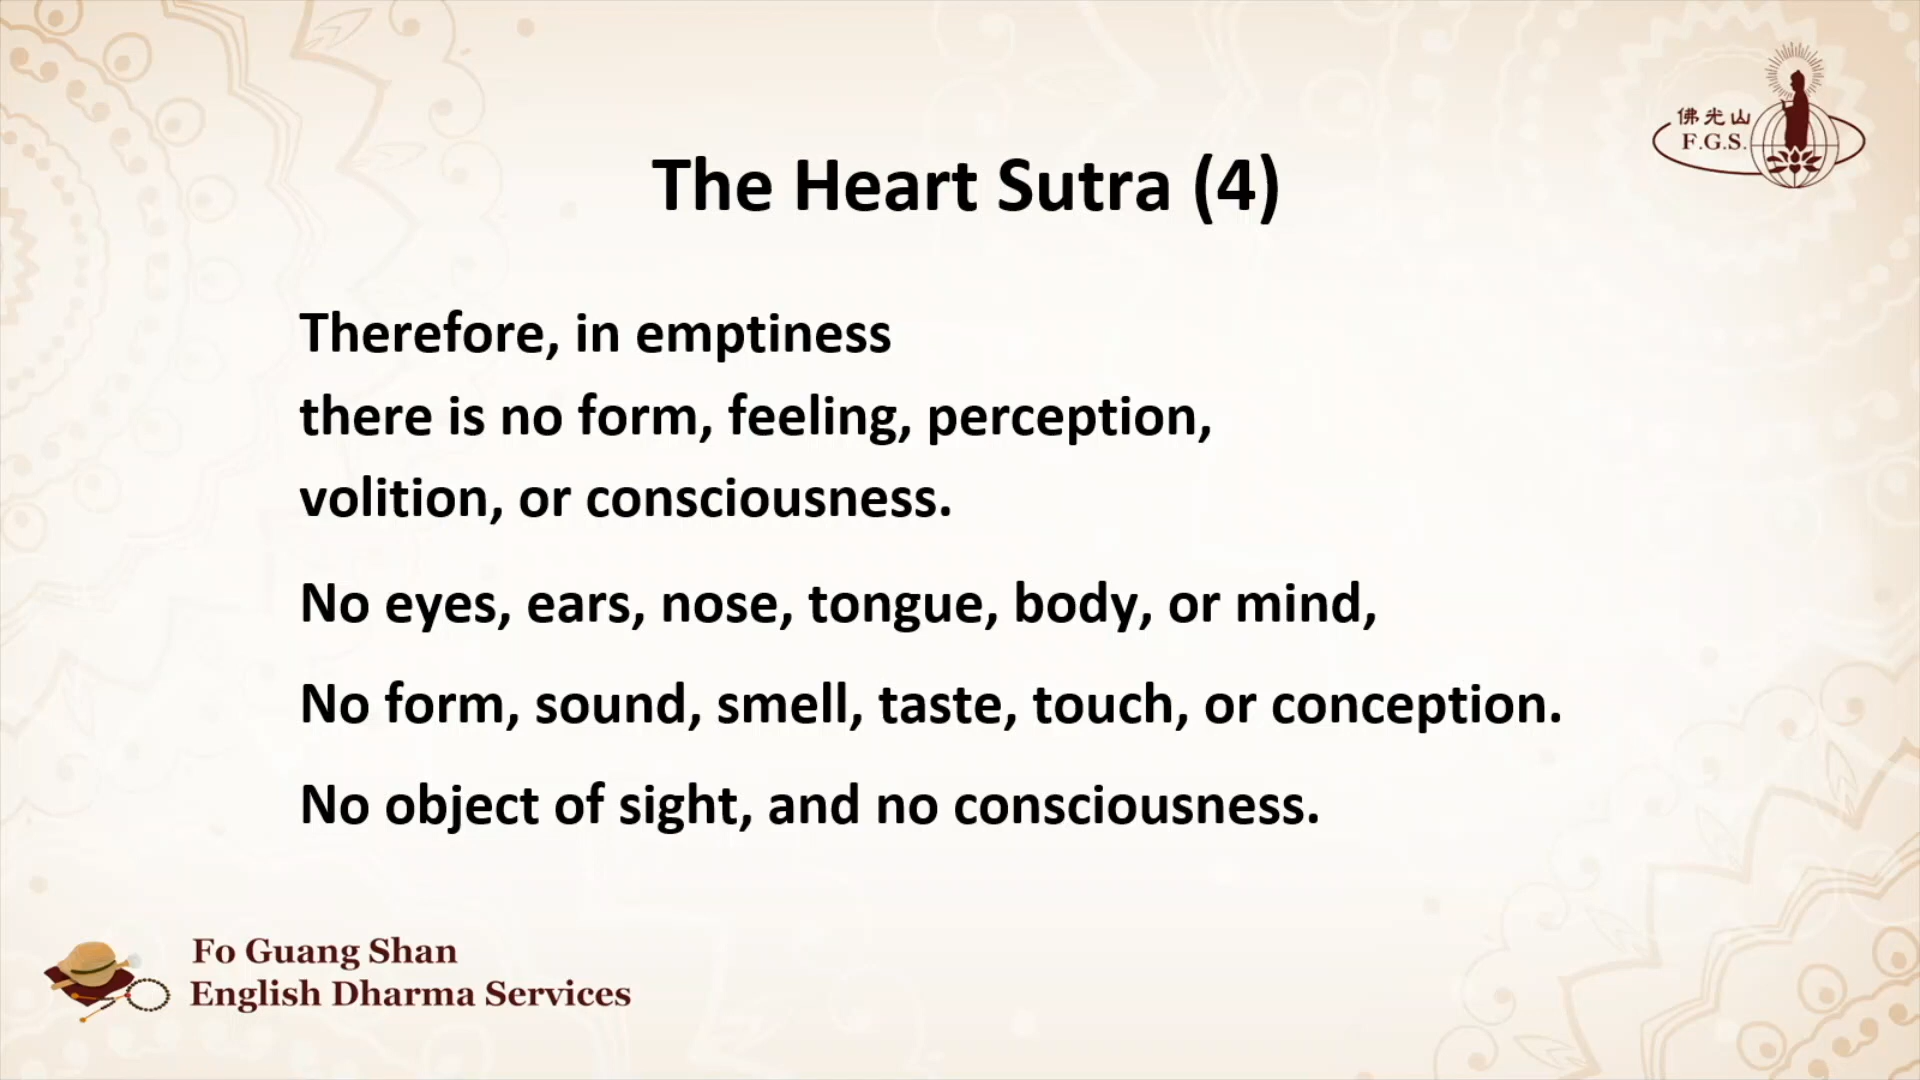 佛光山
F.G.S.
The Heart Sutra (4)
Therefore, in emptiness
there is no form, feeling, perception,
volition, or consciousness.
No eyes, ears, nose, tongue, body, or mind,
No form, sound, smell, taste, touch, or conception.
No object of sight, and no consciousness.
Fo Guang Shan
English Dharma Services